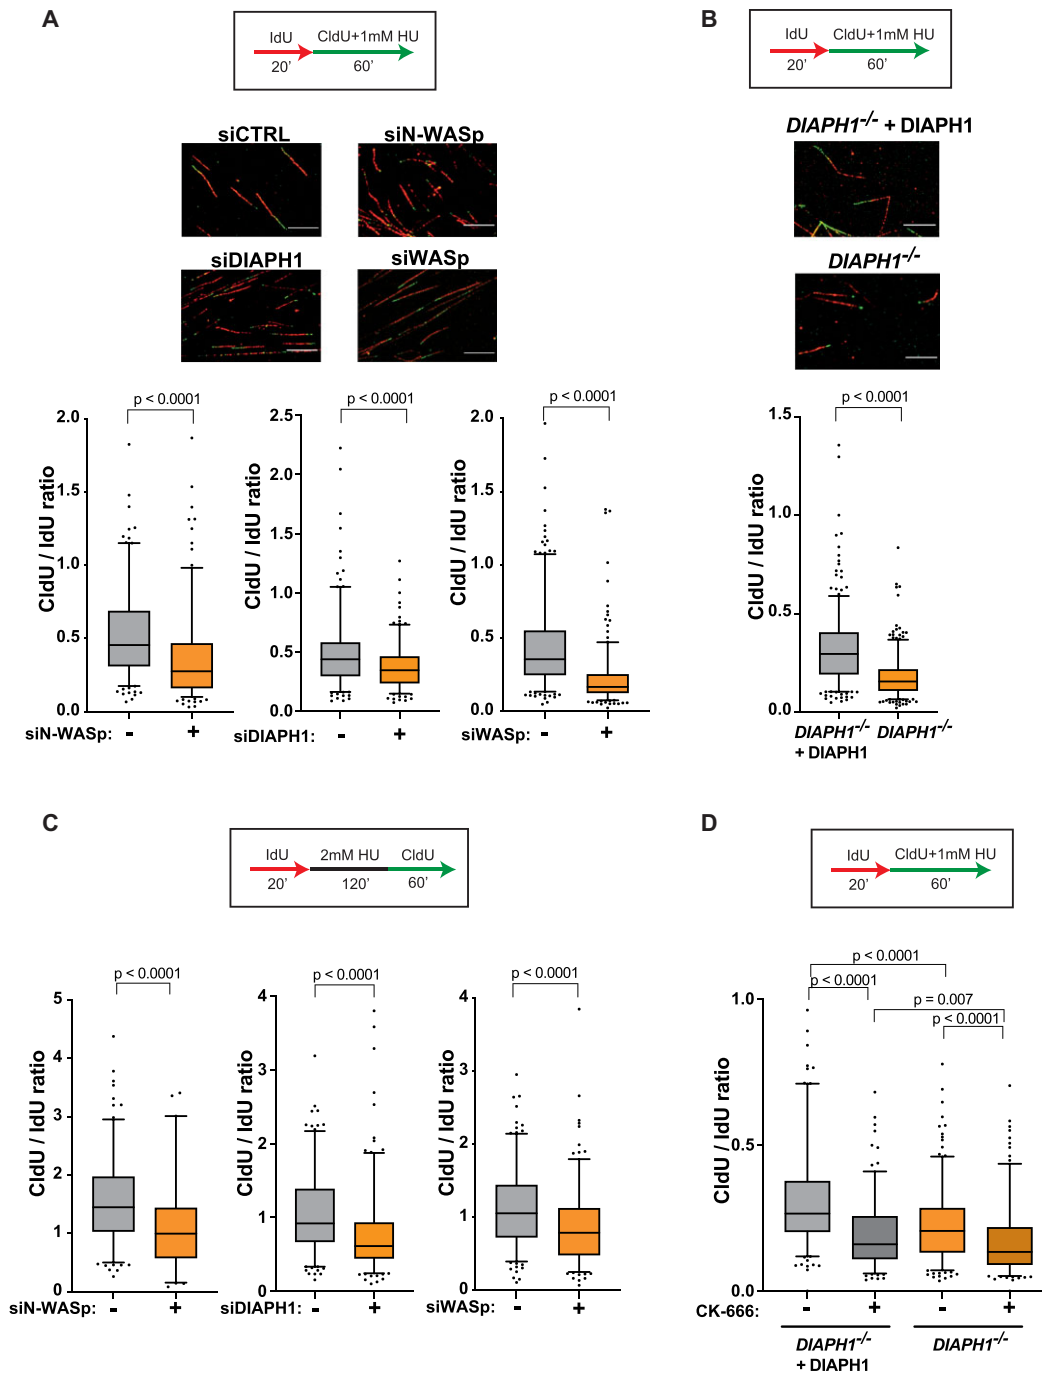 A
IdU CldU+1mM HU
20' 60'
siCTRL siN-WASp
siDIAPH1 siWASp
p < 0.0001
2.0
1.5
1.0
0.5
0.0
CldU / IdU ratio
siN-WASp: - +
p < 0.0001
2.5
2.0
1.5
1.0
0.5
0.0
CldU / IdU ratio
siDIAPH1: - +
p < 0.0001
2.0
1.5
1.0
0.5
0.0
CldU / IdU ratio
siWASp: - +
B
IdU CldU+1mM HU
20' 60'
DIAPH1-/- + DIAPH1
DIAPH1-/-
p < 0.0001
1.5
1.0
0.5
0.0
CldU / IdU ratio
DIAPH1-/- DIAPH1-/-
+ DIAPH1
C
IdU 2mM HU CldU
20' 120' 60'
p < 0.0001
5
4
3
2
1
0
CldU / IdU ratio
siN-WASp: - +
p < 0.0001
4
3
2
1
0
CldU / IdU ratio
siDIAPH1: - +
p < 0.0001
4
3
2
1
0
CldU / IdU ratio
siWASp: - +
D
IdU CldU+1mM HU
20' 60'
p < 0.0001
p < 0.0001
p = 0.007
p < 0.0001
1.0
0.5
0.0
CldU / IdU ratio
CK-666: - + - +
DIAPH1-/- DIAPH1-/-
+ DIAPH1